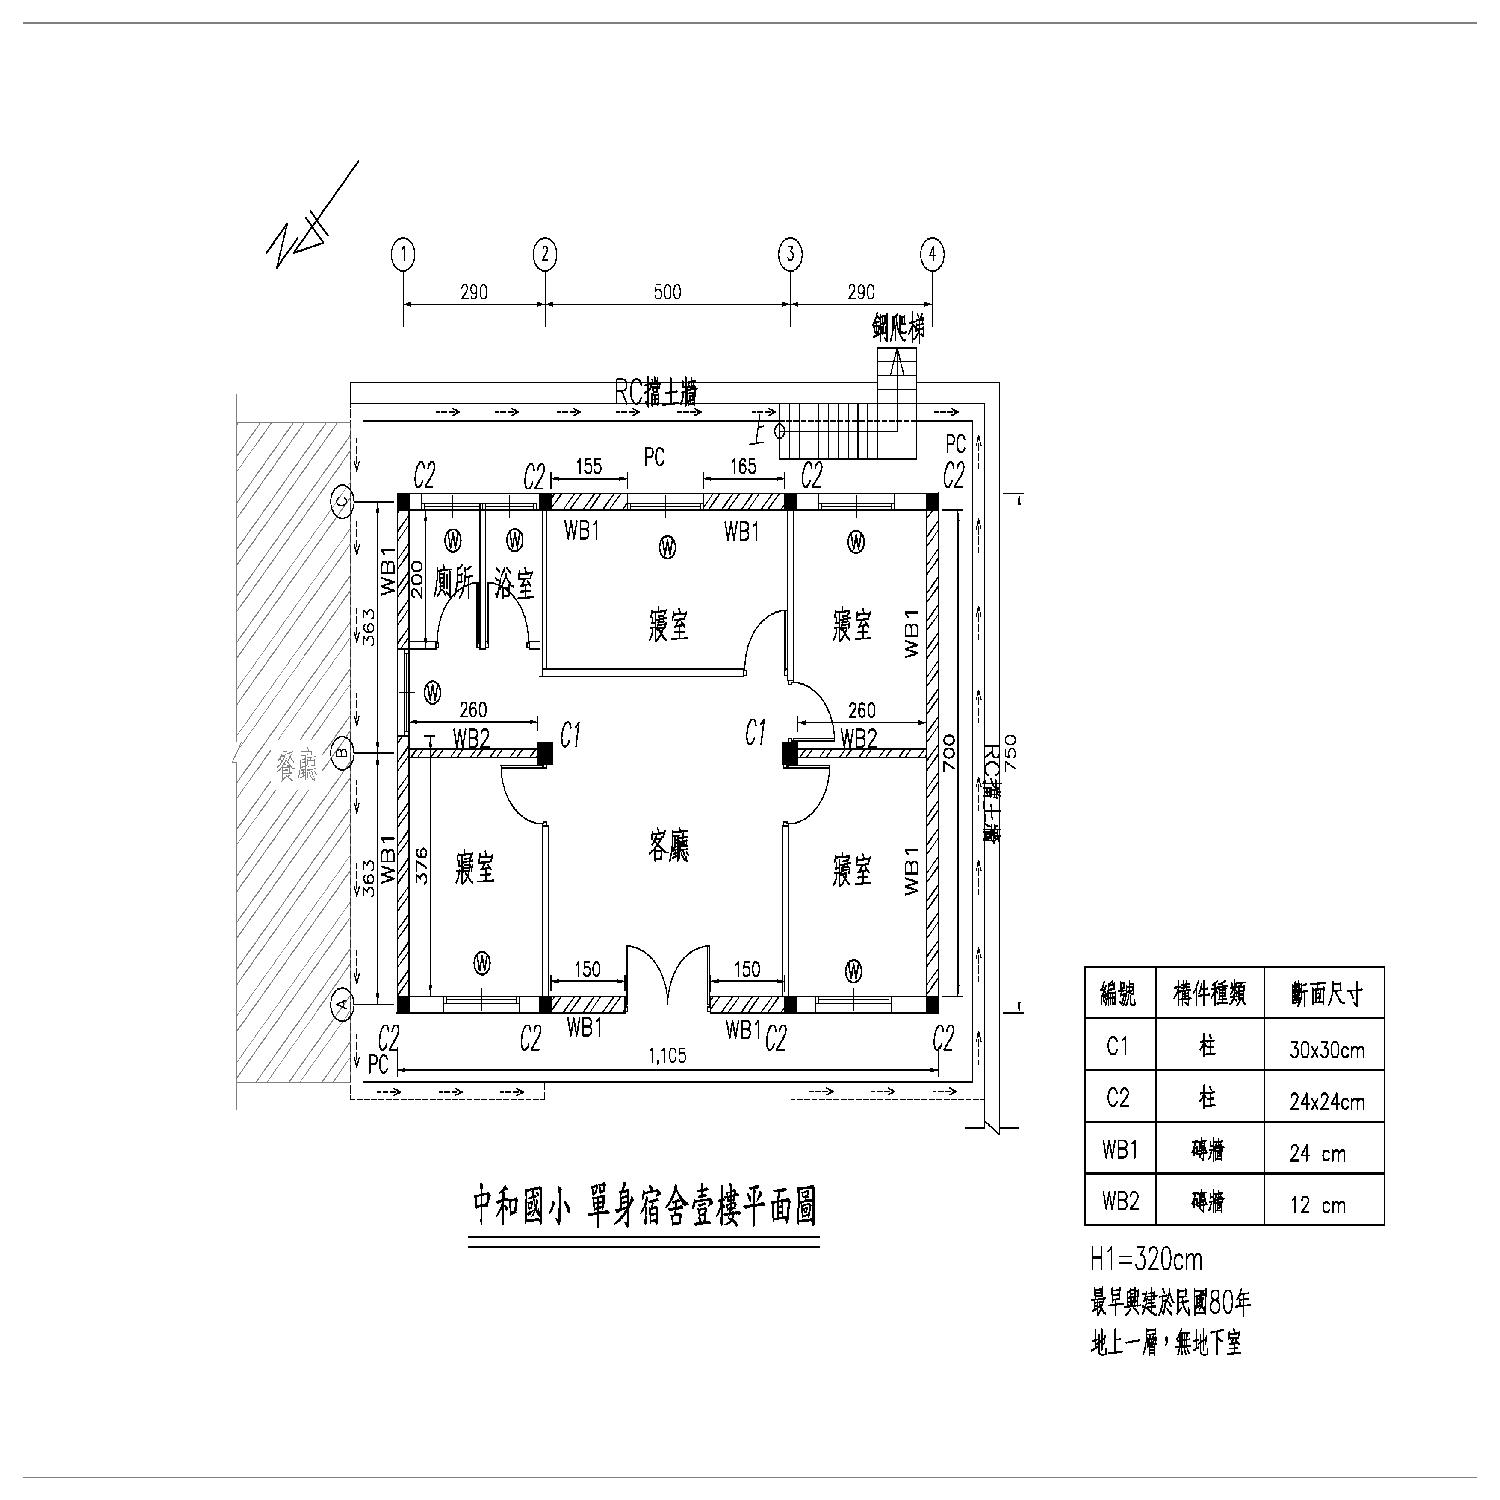 N
1 2 3 4
290 500 290
鋼爬梯
RC擋土牆
上
PC
PC
C2 C2 155 165 C2 C2
C
WB1 WB1
W W W W
WB1
200
廁所 浴室
363
寢室 寢室
WB1
W
260 C1 C1 260
WB2 WB2
B
餐廳
700
750
RC擋土牆
363
WB1
376
寢室
客廳
寢室
WB1
W W
150 150
A
WB1 WB1
C2 C2 C2 C2
PC
1,105
中和國小 單身宿舍壹樓平面圖
編號 構件種類 斷面尺寸
C1 柱 30x30cm
C2 柱 24x24cm
WB1 磚牆 24 cm
WB2 磚牆 12 cm
H1=320cm
最早興建於民國80年
地上一層，無地下室